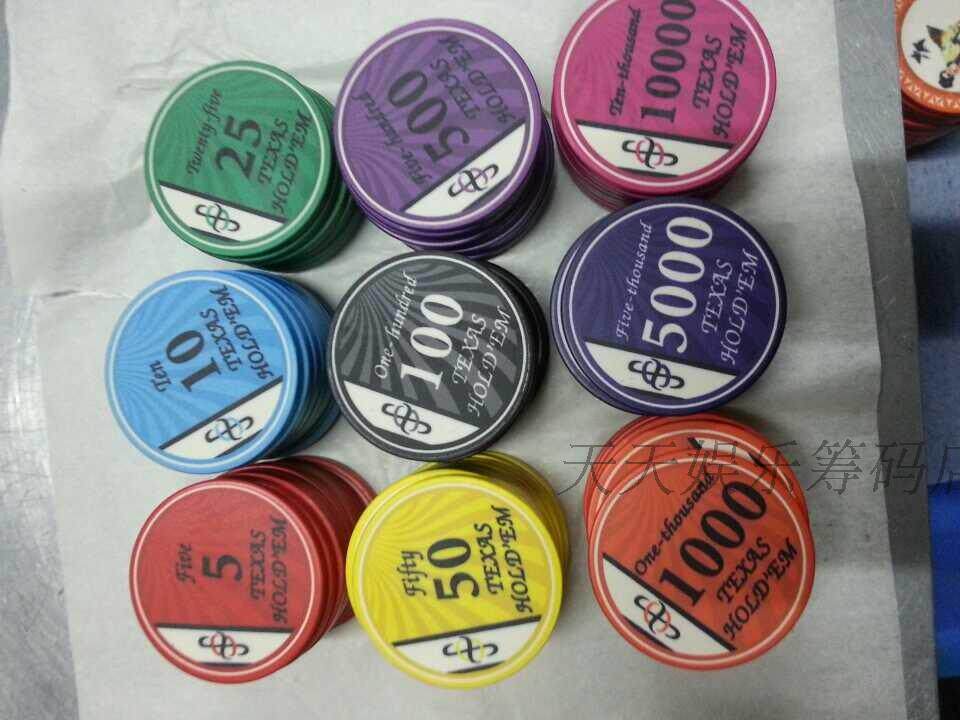 Twenty-five
25
TEXAS
HOLD'EM
Five-hundred
500
TEXAS
HOLD'EM
Ten-thousand
10000
TEXAS
HOLD'EM
Ten
10
TEXAS
HOLD'EM
One-hundred
100
TEXAS
HOLD'EM
Five-thousand
5000
TEXAS
HOLD'EM
Five
5
TEXAS
HOLD'EM
Fifty
50
TEXAS
HOLD'EM
One-thousand
1000
TEXAS
HOLD'EM
天天娱乐筹码店